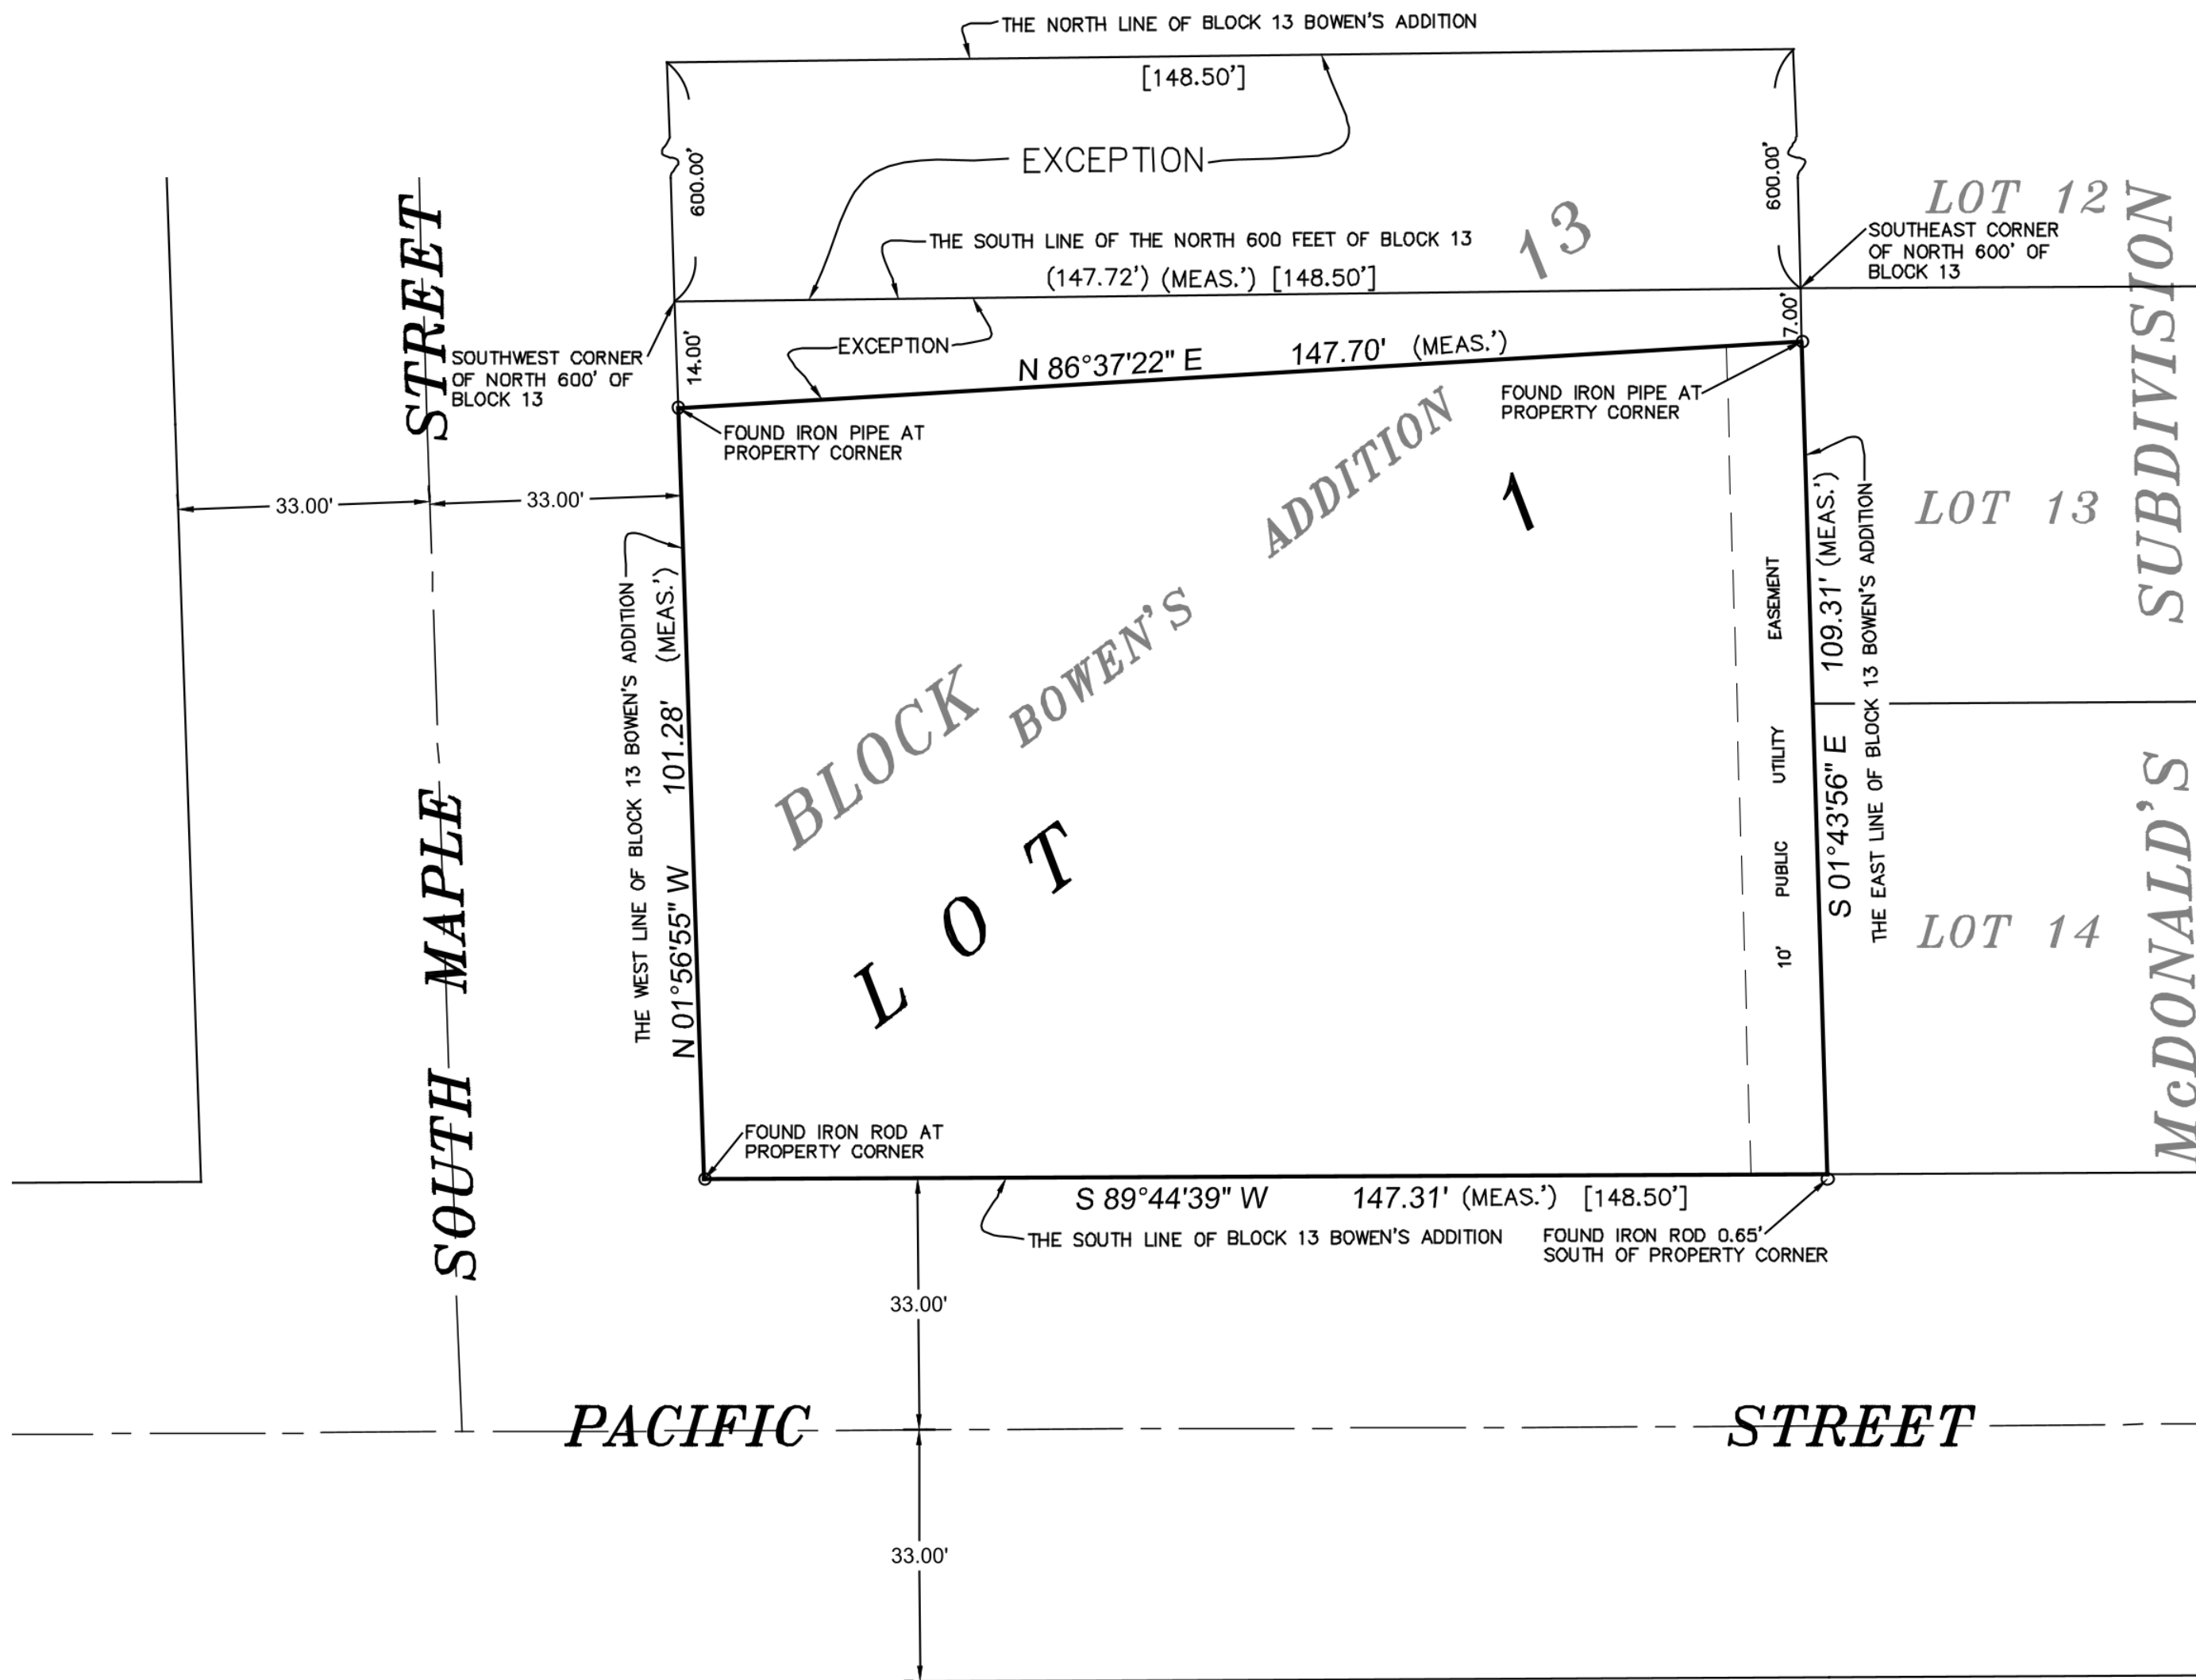 THE NORTH LINE OF BLOCK 13 BOWEN'S ADDITION
[148.50']
EXCEPTION
600.00'
600.00'
THE SOUTH LINE OF THE NORTH 600 FEET OF BLOCK 13
(147.72') (MEAS.') [148.50']
13
LOT 12
SOUTHEAST CORNER
OF NORTH 600' OF
BLOCK 13
SOUTHWEST CORNER
OF NORTH 600' OF
BLOCK 13
14.00'
EXCEPTION
7.00'
N 86°37'22" E 147.70' (MEAS.')
FOUND IRON PIPE AT
PROPERTY CORNER
FOUND IRON PIPE AT
PROPERTY CORNER
33.00'
33.00'
SOUTH MAPLE STREET
THE WEST LINE OF BLOCK 13 BOWEN'S ADDITION
N 01°56'55" W 101.28' (MEAS.')
BLOCK
BOWEN'S ADDITION
LOT 1
10' PUBLIC UTILITY EASEMENT
S 01°43'56" E 109.31' (MEAS.')
THE EAST LINE OF BLOCK 13 BOWEN'S ADDITION
LOT 13
LOT 14
McDONALD'S SUBDIVISION
FOUND IRON ROD AT
PROPERTY CORNER
S 89°44'39" W 147.31' (MEAS.') [148.50']
THE SOUTH LINE OF BLOCK 13 BOWEN'S ADDITION
FOUND IRON ROD 0.65'
SOUTH OF PROPERTY CORNER
33.00'
PACIFIC STREET
33.00'